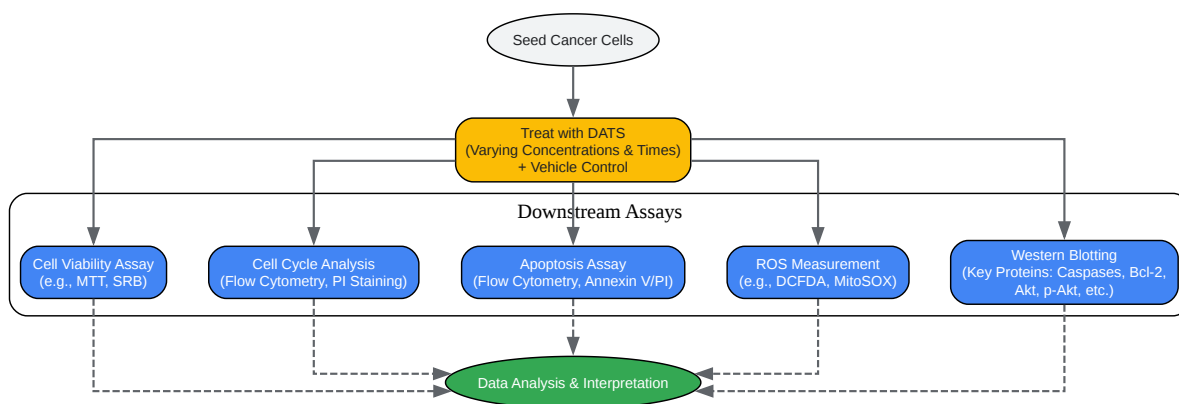 Seed Cancer Cells
Treat with DATS
(Varying Concentrations & Times)
+ Vehicle Control
Downstream Assays
Cell Viability Assay
(e.g., MTT, SRB)
Cell Cycle Analysis
(Flow Cytometry, PI Staining)
Apoptosis Assay
(Flow Cytometry, Annexin V/PI)
ROS Measurement
(e.g., DCFDA, MitoSOX)
Western Blotting
(Key Proteins: Caspases, Bcl-2,
Akt, p-Akt, etc.)
Data Analysis & Interpretation